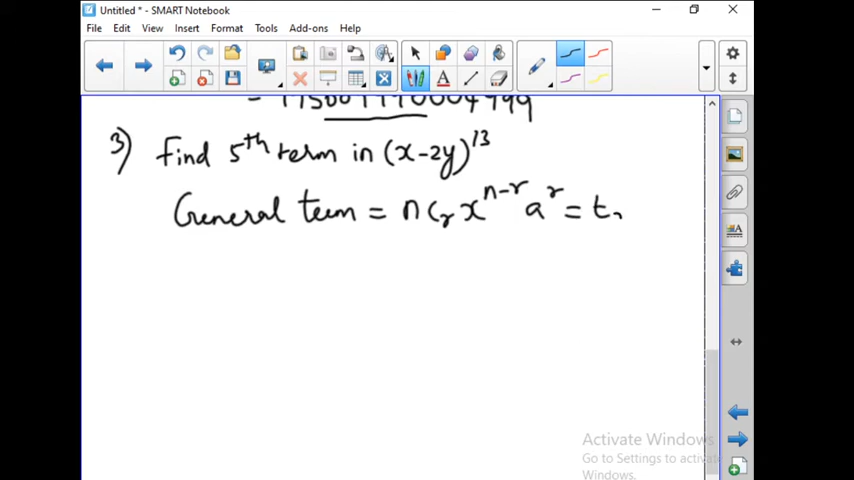 Untitled * - SMART Notebook
File Edit View Insert Format Tools Add-ons Help
3) Find 5th term in (x-2y)^13
General term = nCr x^n-r a^r = t
Activate Windows
Go to Settings to activate
Windows.